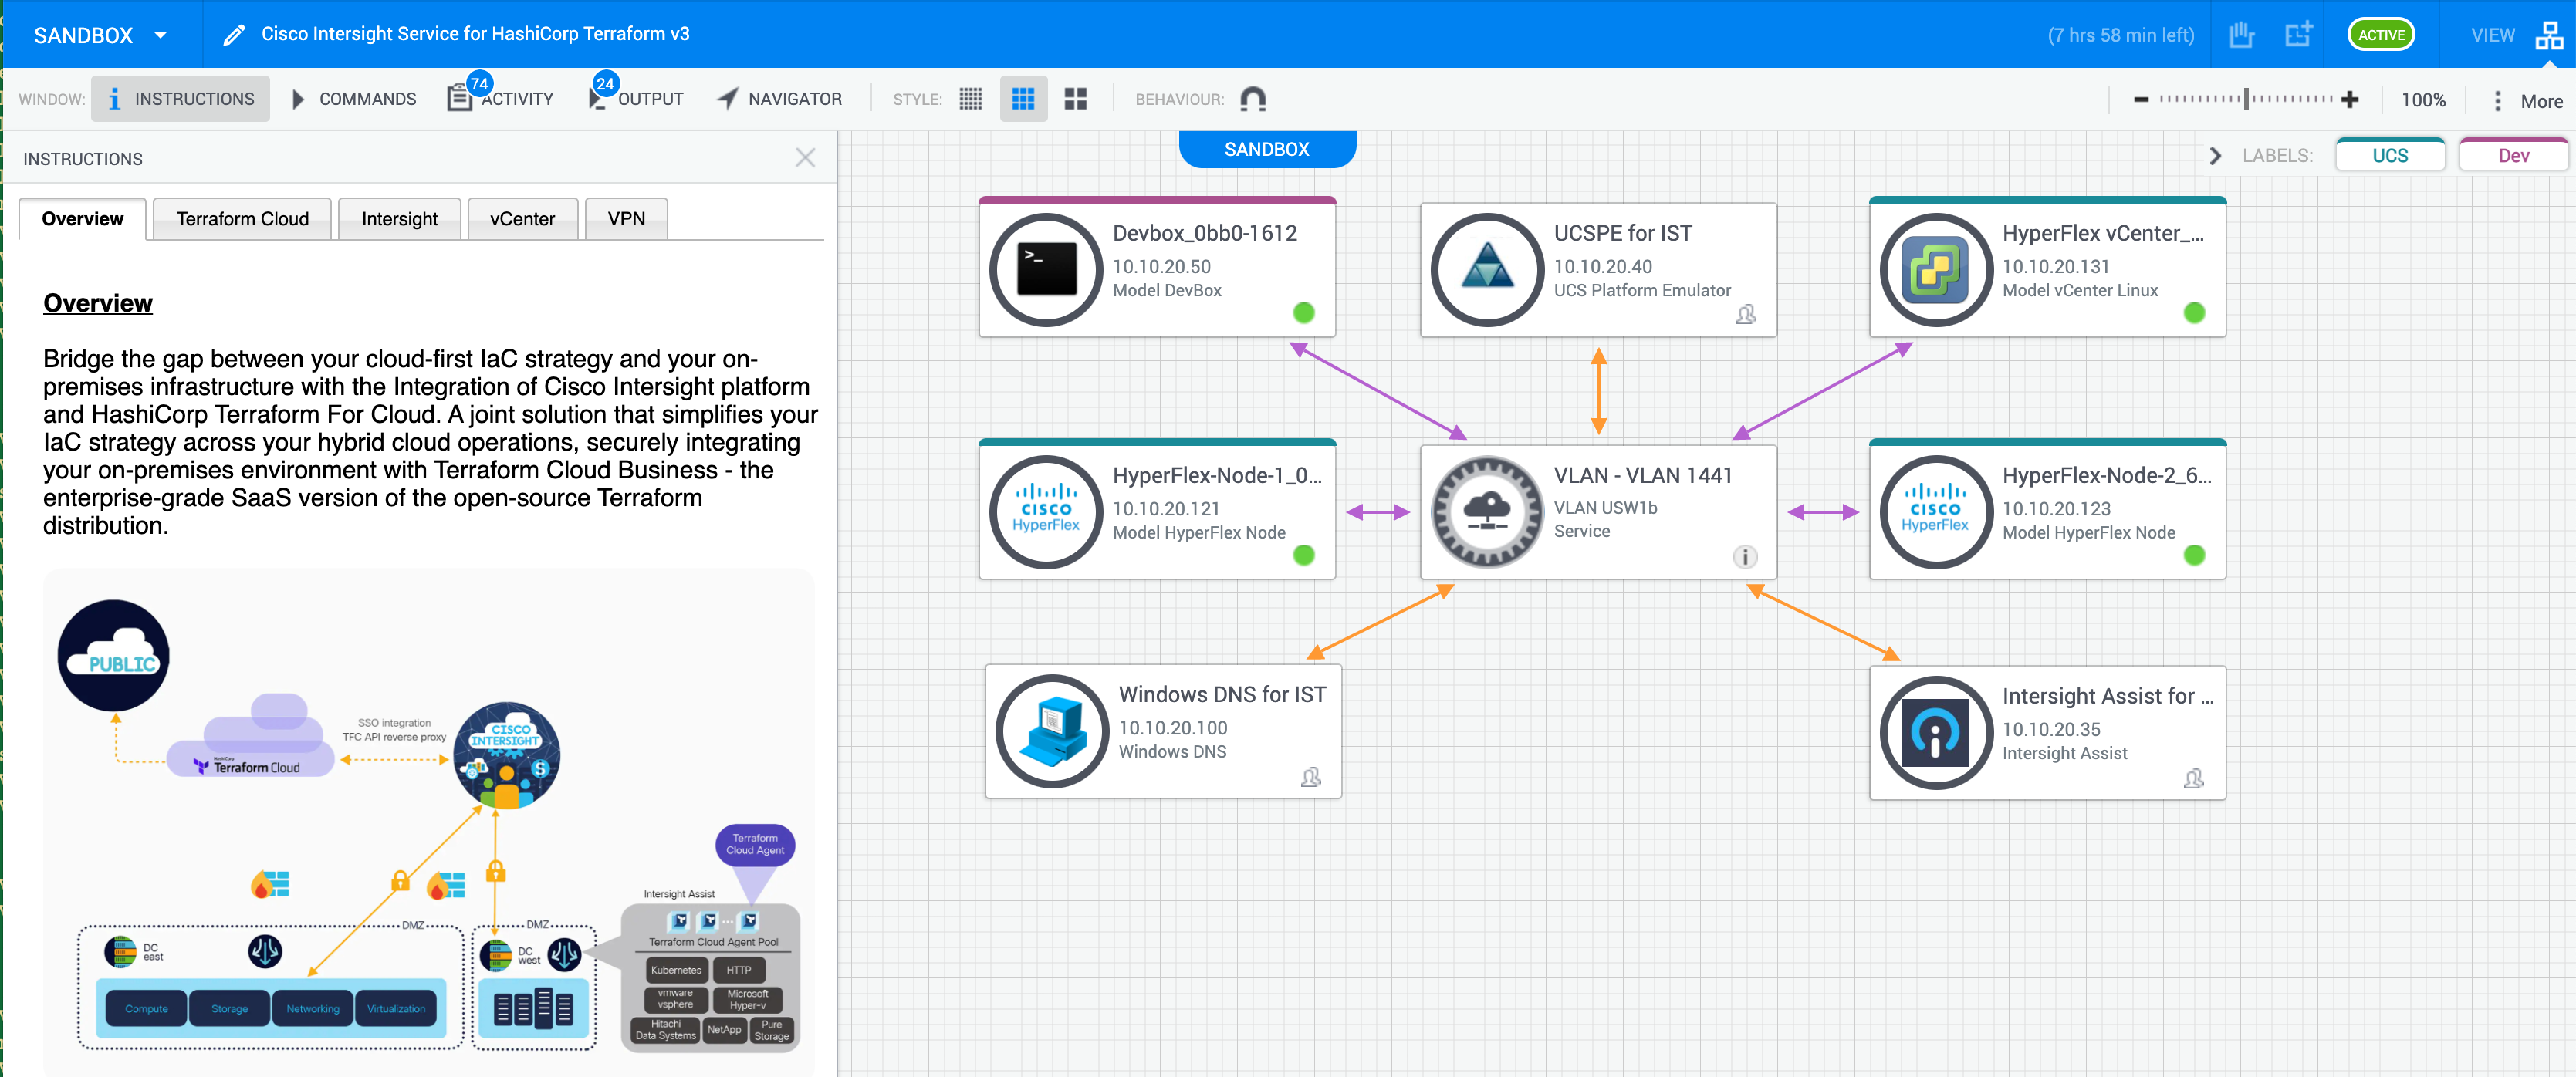 SANDBOX
Cisco Intersight Service for HashiCorp Terraform v3
(7 hrs 58 min left)
ACTIVE
VIEW
WINDOW:
INSTRUCTIONS
COMMANDS
74
ACTIVITY
24
OUTPUT
NAVIGATOR
STYLE:
BEHAVIOUR:
100%
More
INSTRUCTIONS
Overview
Terraform Cloud
Intersight
vCenter
VPN
Overview
Bridge the gap between your cloud-first IaC strategy and your on-
premises infrastructure with the Integration of Cisco Intersight platform
and HashiCorp Terraform For Cloud. A joint solution that simplifies your
IaC strategy across your hybrid cloud operations, securely integrating
your on-premises environment with Terraform Cloud Business - the
enterprise-grade SaaS version of the open-source Terraform
distribution.
PUBLIC
SSO integration
TFC API reverse proxy
CISCO
INTERSIGHT
HashiCorp
Terraform Cloud
Terraform
Cloud Agent
Intersight Assist
DMZ
DMZ
DC
east
DC
west
Terraform Cloud Agent Pool
Kubernetes
HTTP
vmware
vsphere
Microsoft
Hyper-v
Hitachi
Data Systems
NetApp
Pure
Storage
Compute
Storage
Networking
Virtualization
SANDBOX
LABELS:
UCS
Dev
>_
Devbox_0bb0-1612
10.10.20.50
Model DevBox
UCSPE for IST
10.10.20.40
UCS Platform Emulator
HyperFlex vCenter_...
10.10.20.131
Model vCenter Linux
CISCO
HyperFlex
HyperFlex-Node-1_0...
10.10.20.121
Model HyperFlex Node
VLAN - VLAN 1441
VLAN USW1b
Service
CISCO
HyperFlex
HyperFlex-Node-2_6...
10.10.20.123
Model HyperFlex Node
Windows DNS for IST
10.10.20.100
Windows DNS
Intersight Assist for ...
10.10.20.35
Intersight Assist